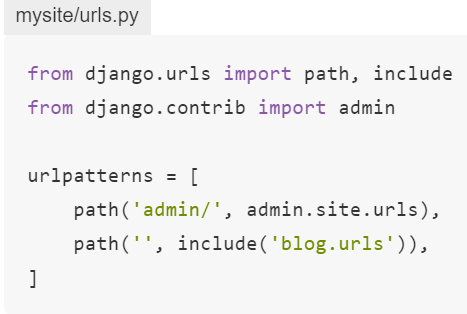 mysite/urls.py
from django.urls import path, include
from django.contrib import admin

urlpatterns = [
    path('admin/', admin.site.urls),
    path('', include('blog.urls')),
]